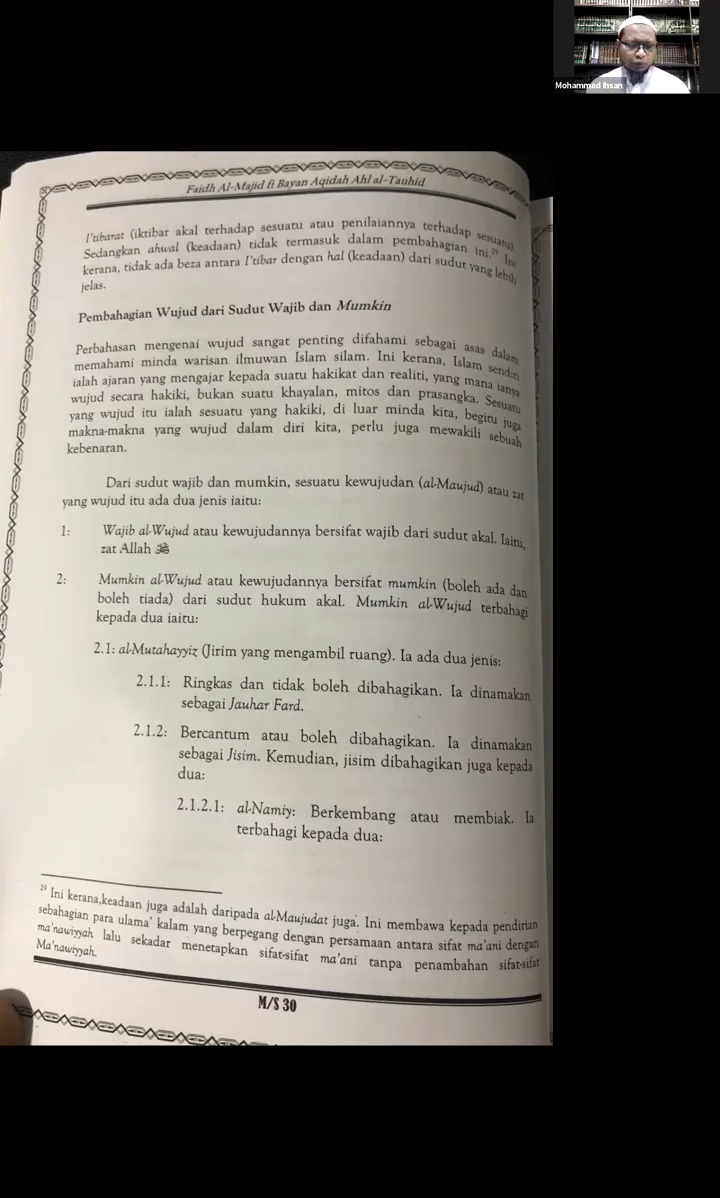 Mohammad Ihsan
Faidh Al-Majid fi Bayan Aqidah Ahl al-Tauhid
I'tibarat (iktibar akal terhadap sesuatu atau penilaiannya terhadap sesuatu).
Sedangkan ahwal (keadaan) tidak termasuk dalam pembahagian ini.²⁹ Ini
kerana, tidak ada beza antara I'tibar dengan hal (keadaan) dari sudut yang lebih
jelas.
Pembahagian Wujud dari Sudut Wajib dan Mumkin
Perbahasan mengenai wujud sangat penting difahami sebagai asas dalam
memahami minda warisan ilmuwan Islam silam. Ini kerana, Islam sendiri
ialah ajaran yang mengajar kepada suatu hakikat dan realiti, yang mana ianya
wujud secara hakiki, bukan suatu khayalan, mitos dan prasangka. Sesuatu
yang wujud itu ialah sesuatu yang hakiki, di luar minda kita, begitu juga
makna-makna yang wujud dalam diri kita, perlu juga mewakili sebuah
kebenaran.
Dari sudut wajib dan mumkin, sesuatu kewujudan (al-Maujud) atau zat
yang wujud itu ada dua jenis iaitu:
1: Wajib al-Wujud atau kewujudannya bersifat wajib dari sudut akal. Iaitu,
zat Allah ﷻ
2: Mumkin al-Wujud atau kewujudannya bersifat mumkin (boleh ada dan
boleh tiada) dari sudut hukum akal. Mumkin al-Wujud terbahagi
kepada dua iaitu:
2.1: al-Mutahayyiz (Jirim yang mengambil ruang). Ia ada dua jenis:
2.1.1: Ringkas dan tidak boleh dibahagikan. Ia dinamakan
sebagai Jauhar Fard.
2.1.2: Bercantum atau boleh dibahagikan. Ia dinamakan
sebagai Jisim. Kemudian, jisim dibahagikan juga kepada
dua:
2.1.2.1: al-Namiy: Berkembang atau membiak. Ia
terbahagi kepada dua:
²⁹ Ini kerana,keadaan juga adalah daripada al-Maujudat juga. Ini membawa kepada pendirian
sebahagian para ulama' kalam yang berpegang dengan persamaan antara sifat ma'ani dengan
ma'nawiyyah lalu sekadar menetapkan sifat-sifat ma'ani tanpa penambahan sifat-sifat
Ma'nawiyyah.
M/S 30